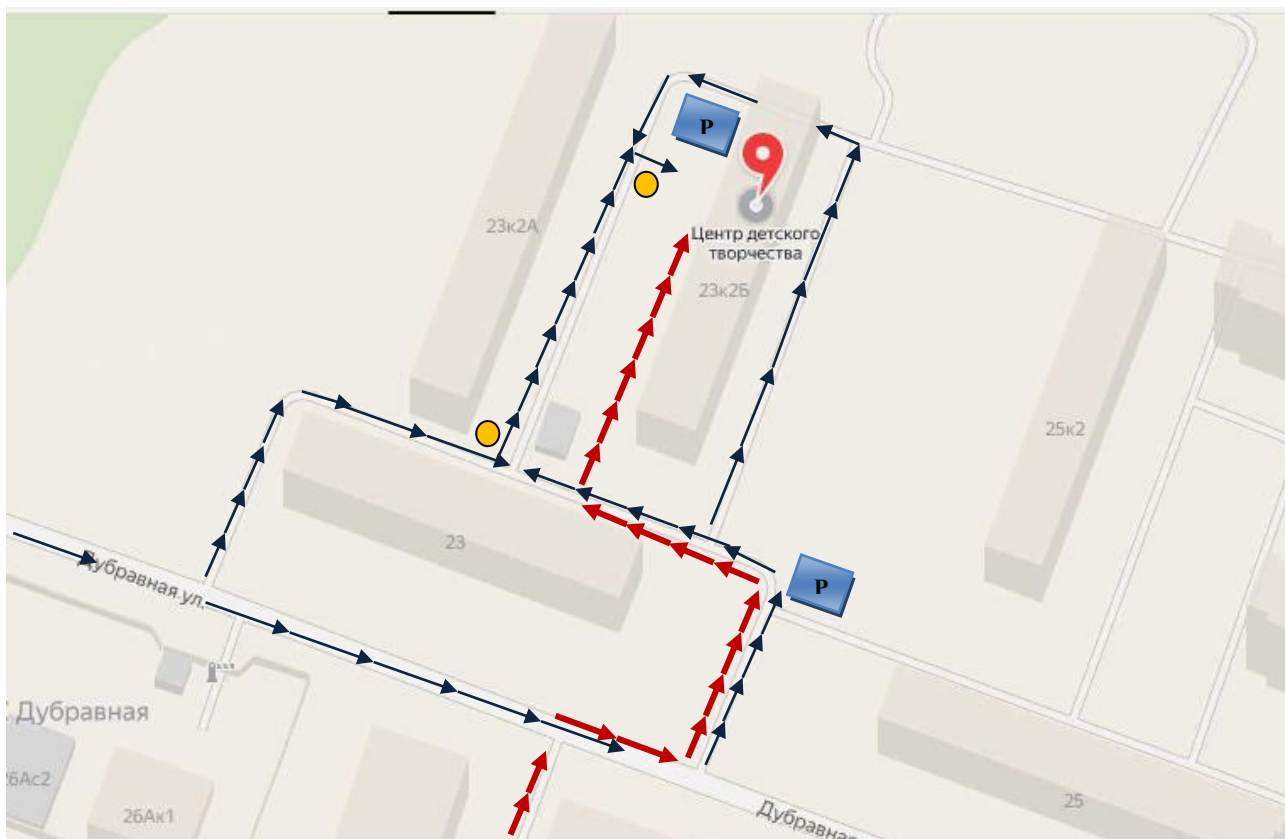 P
23к2А
Центр детского
творчества
23к2Б
25к2
23
P
Дубравная ул.
Дубравная
26Ас2
26Ак1
25
Дубравная